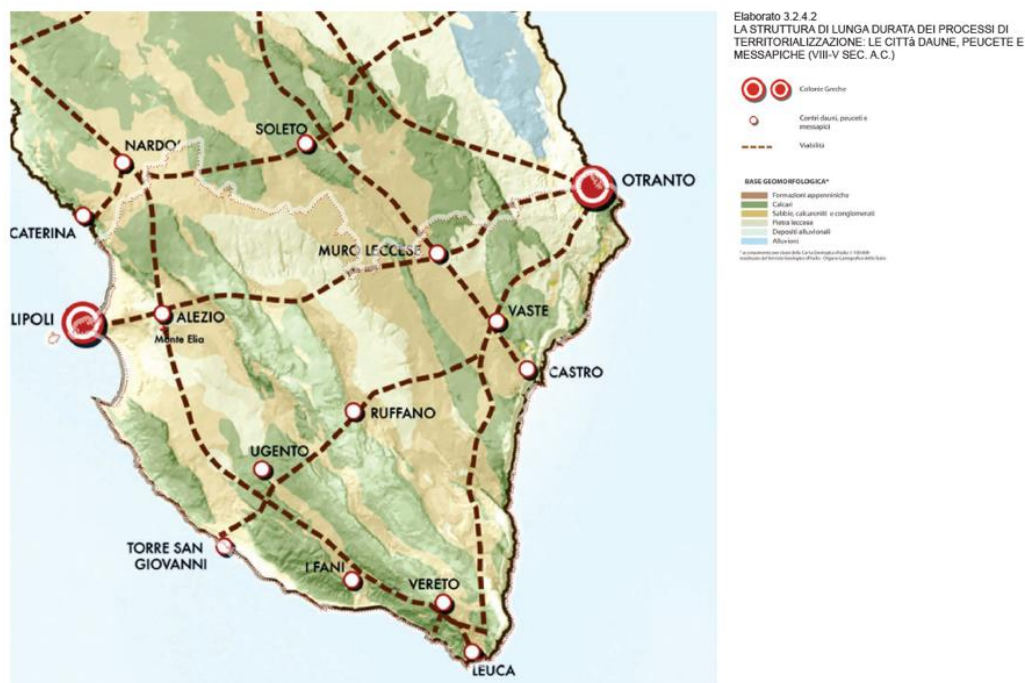 Elaborato 3.2.4.2
LA STRUTTURA DI LUNGA DURATA DEI PROCESSI DI
TERRITORIALIZZAZIONE: LE CITTà DAUNE, PEUCETE E
MESSAPICHE (VIII-V SEC. A.C.)
Colonie Greche
Centri dauni, peuceti e
messapici
Viabilità
BASE GEOMORFOLOGICA*
Formazioni appenniniche
Calcari
Sabbie, calcareniti e conglomerati
Pietra leccese
Depositi alluvionali
Alluvioni
SOLETO
NARDO'
OTRANTO
CATERINA
MURO LECCESE
LIPOLI
ALEZIO
VASTE
Monte Elia
CASTRO
RUFFANO
UGENTO
TORRE SAN
GIOVANNI
I FANI
VERETO
LEUCA